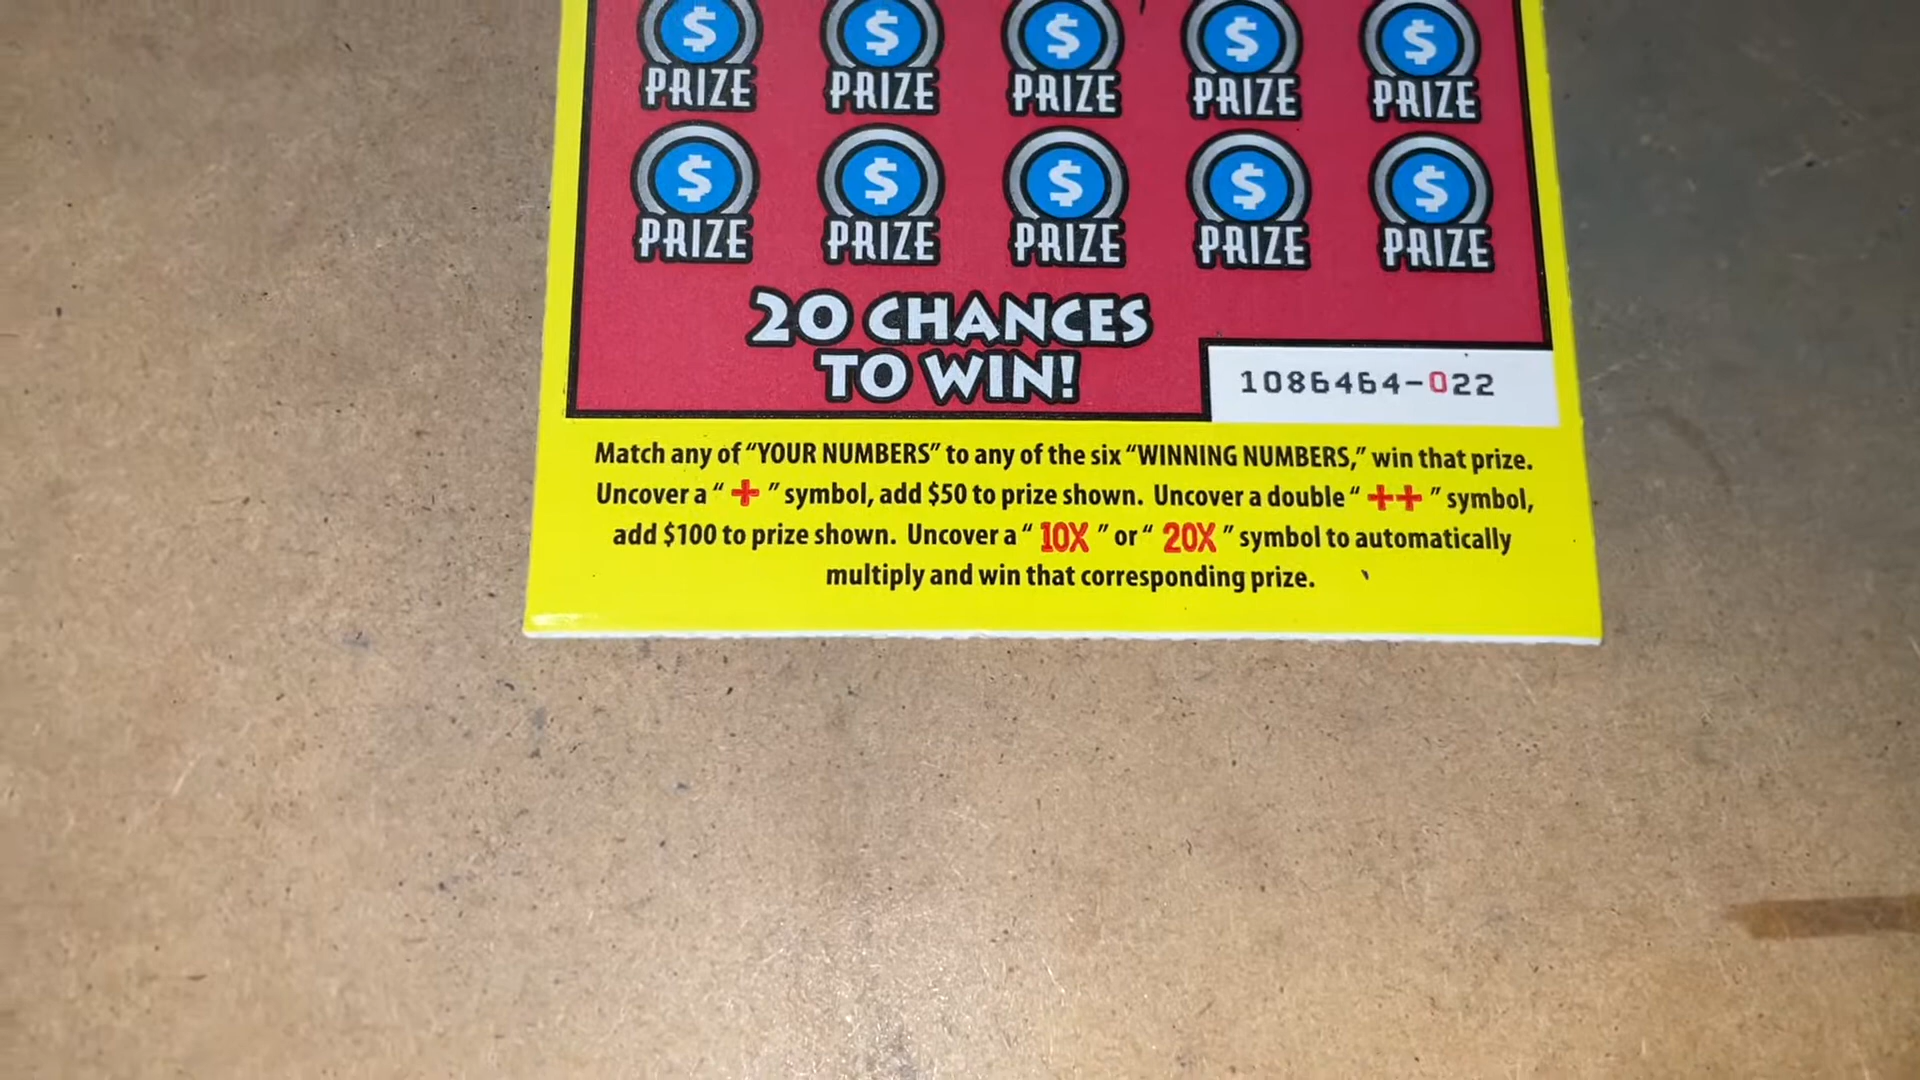 $ $ $ $ $
PRIZE PRIZE PRIZE PRIZE PRIZE
$ $ $ $ $
PRIZE PRIZE PRIZE PRIZE PRIZE
20 CHANCES
TO WIN!
1086464-022
Match any of “YOUR NUMBERS” to any of the six “WINNING NUMBERS,” win that prize.
Uncover a “ + ” symbol, add $50 to prize shown. Uncover a double “ ++ ” symbol,
add $100 to prize shown. Uncover a “ 10X ” or “ 20X ” symbol to automatically
multiply and win that corresponding prize.